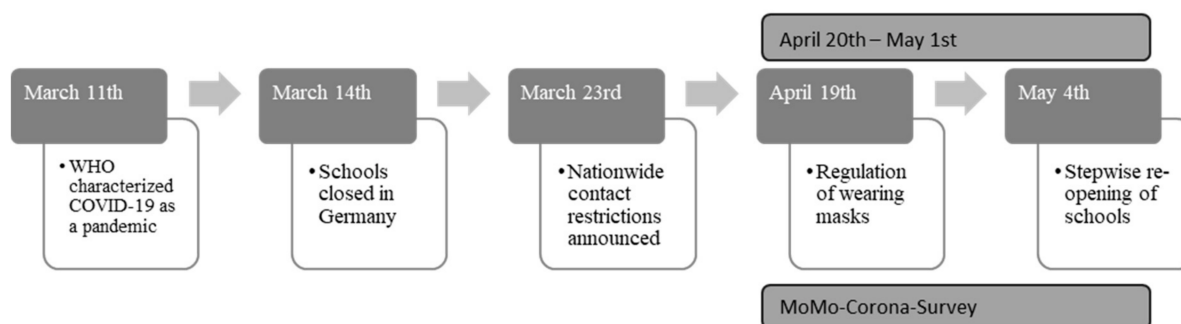 April 20th – May 1st
March 11th
• WHO
characterized
COVID-19 as
a pandemic
March 14th
• Schools
closed in
Germany
March 23rd
• Nationwide
contact
restrictions
announced
April 19th
• Regulation
of wearing
masks
May 4th
• Stepwise re-
opening of
schools
MoMo-Corona-Survey